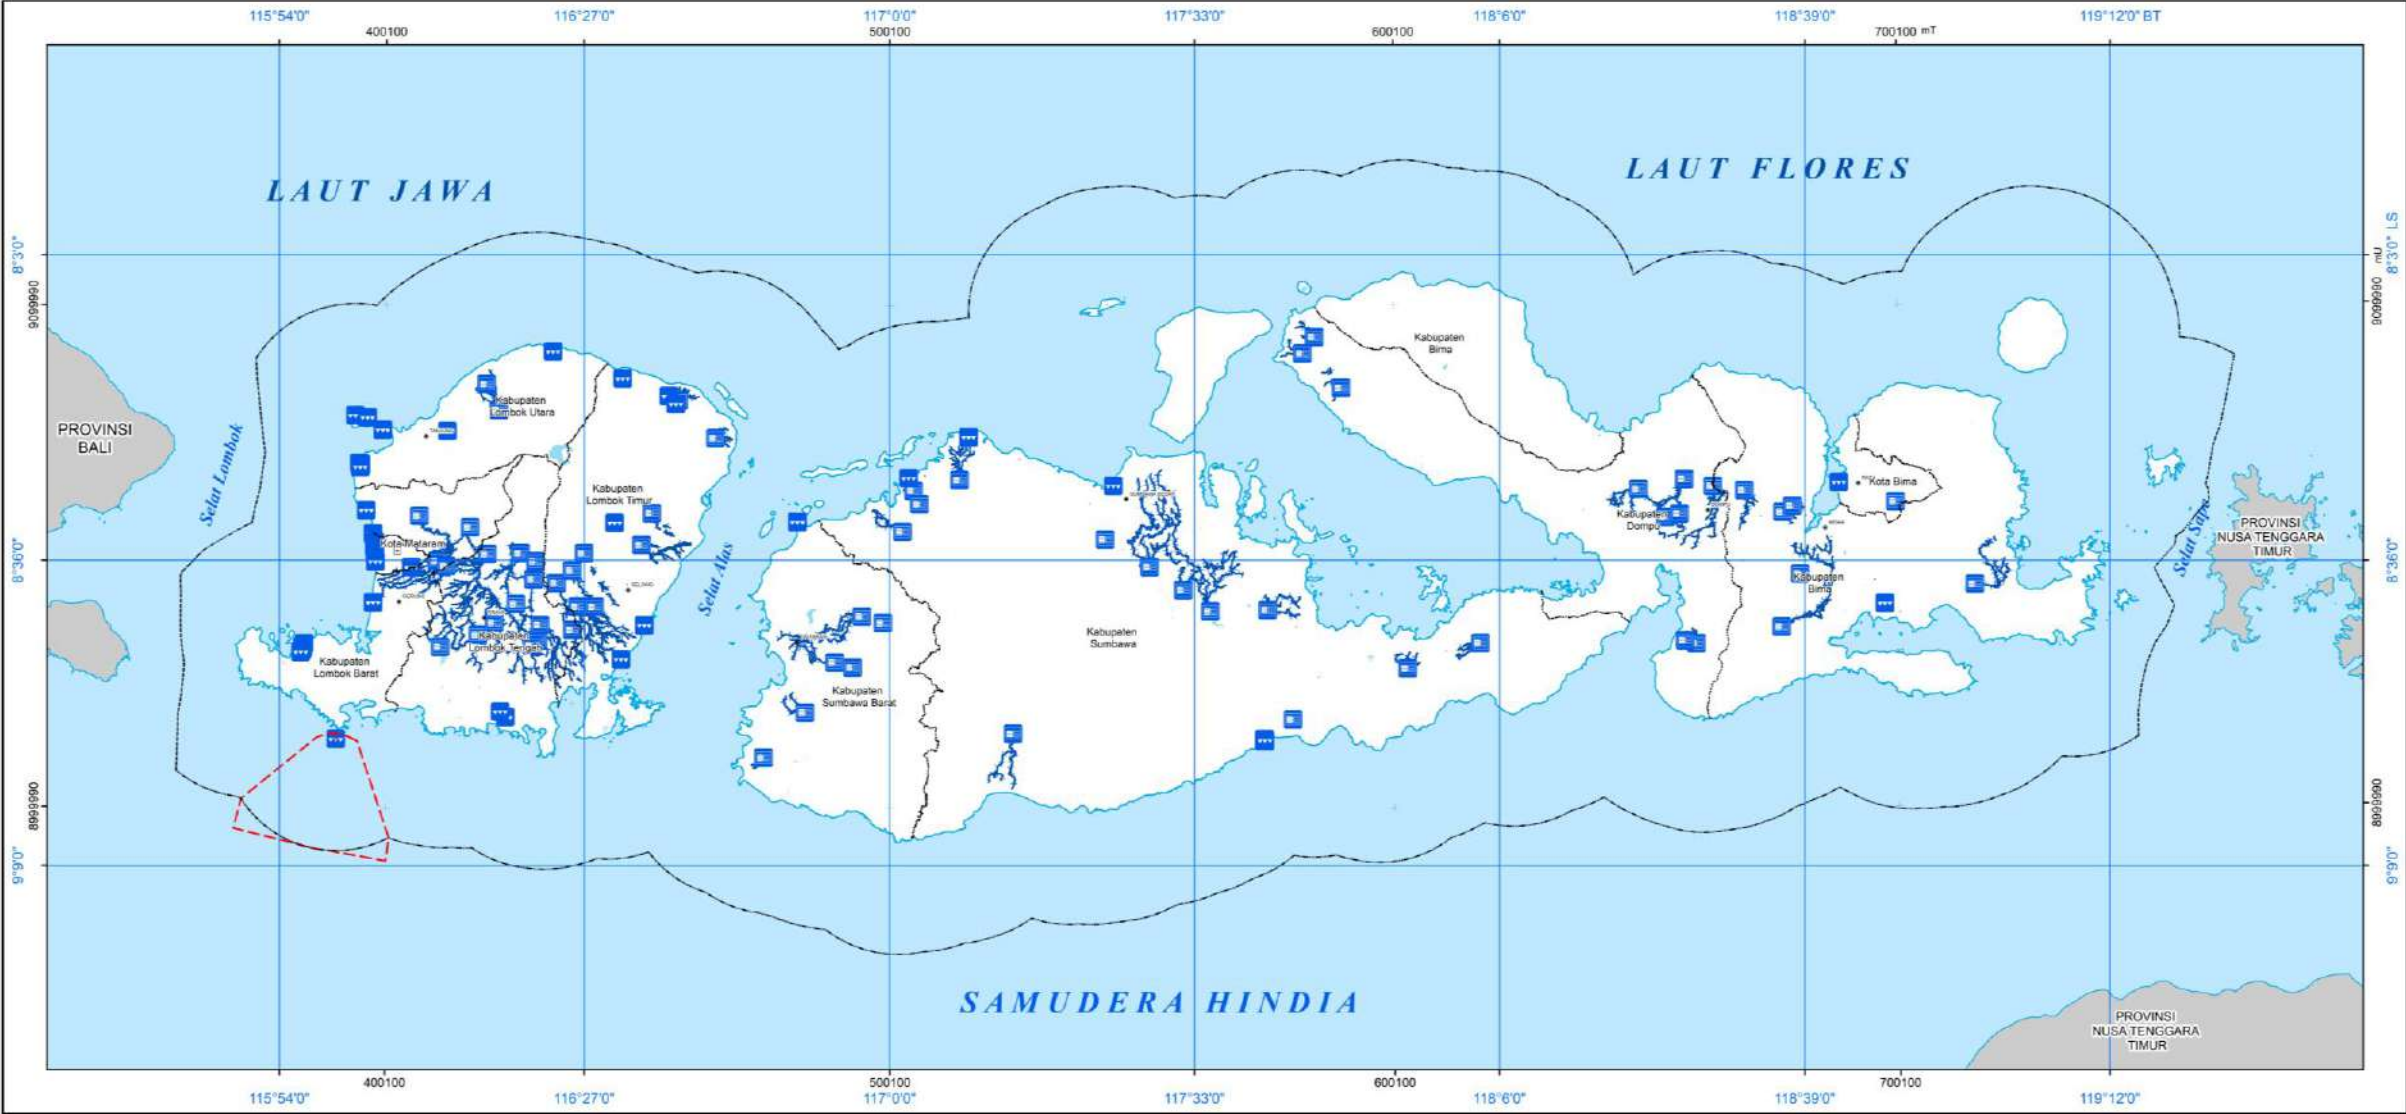 115°54'0" 116°27'0" 117°0'0" 117°33'0" 118°6'0" 118°39'0" 119°12'0" BT
400100 500100 600100 700100 mT
LAUT JAWA
LAUT FLORES
8°3'0"
8°3'0" LS
mU
9099990
9099990
Kabupaten
Bima
Kabupaten
Lombok Utara
PROVINSI
BALI
Selat Lombok
Kabupaten
Lombok Timur
Kota Bima
Kabupaten
Dompu
PROVINSI
NUSA TENGGARA
TIMUR
Selat Sape
Kota Mataram
8°36'0"
8°36'0"
Selat Alas
Kabupaten
Bima
Kabupaten
Sumbawa
Kabupaten
Lombok Tengah
Kabupaten
Lombok Barat
Kabupaten
Sumbawa Barat
8999990
8999990
9°9'0"
9°9'0"
SAMUDERA HINDIA
PROVINSI
NUSA TENGGARA
TIMUR
400100 500100 600100 700100
115°54'0" 116°27'0" 117°0'0" 117°33'0" 118°6'0" 118°39'0" 119°12'0"